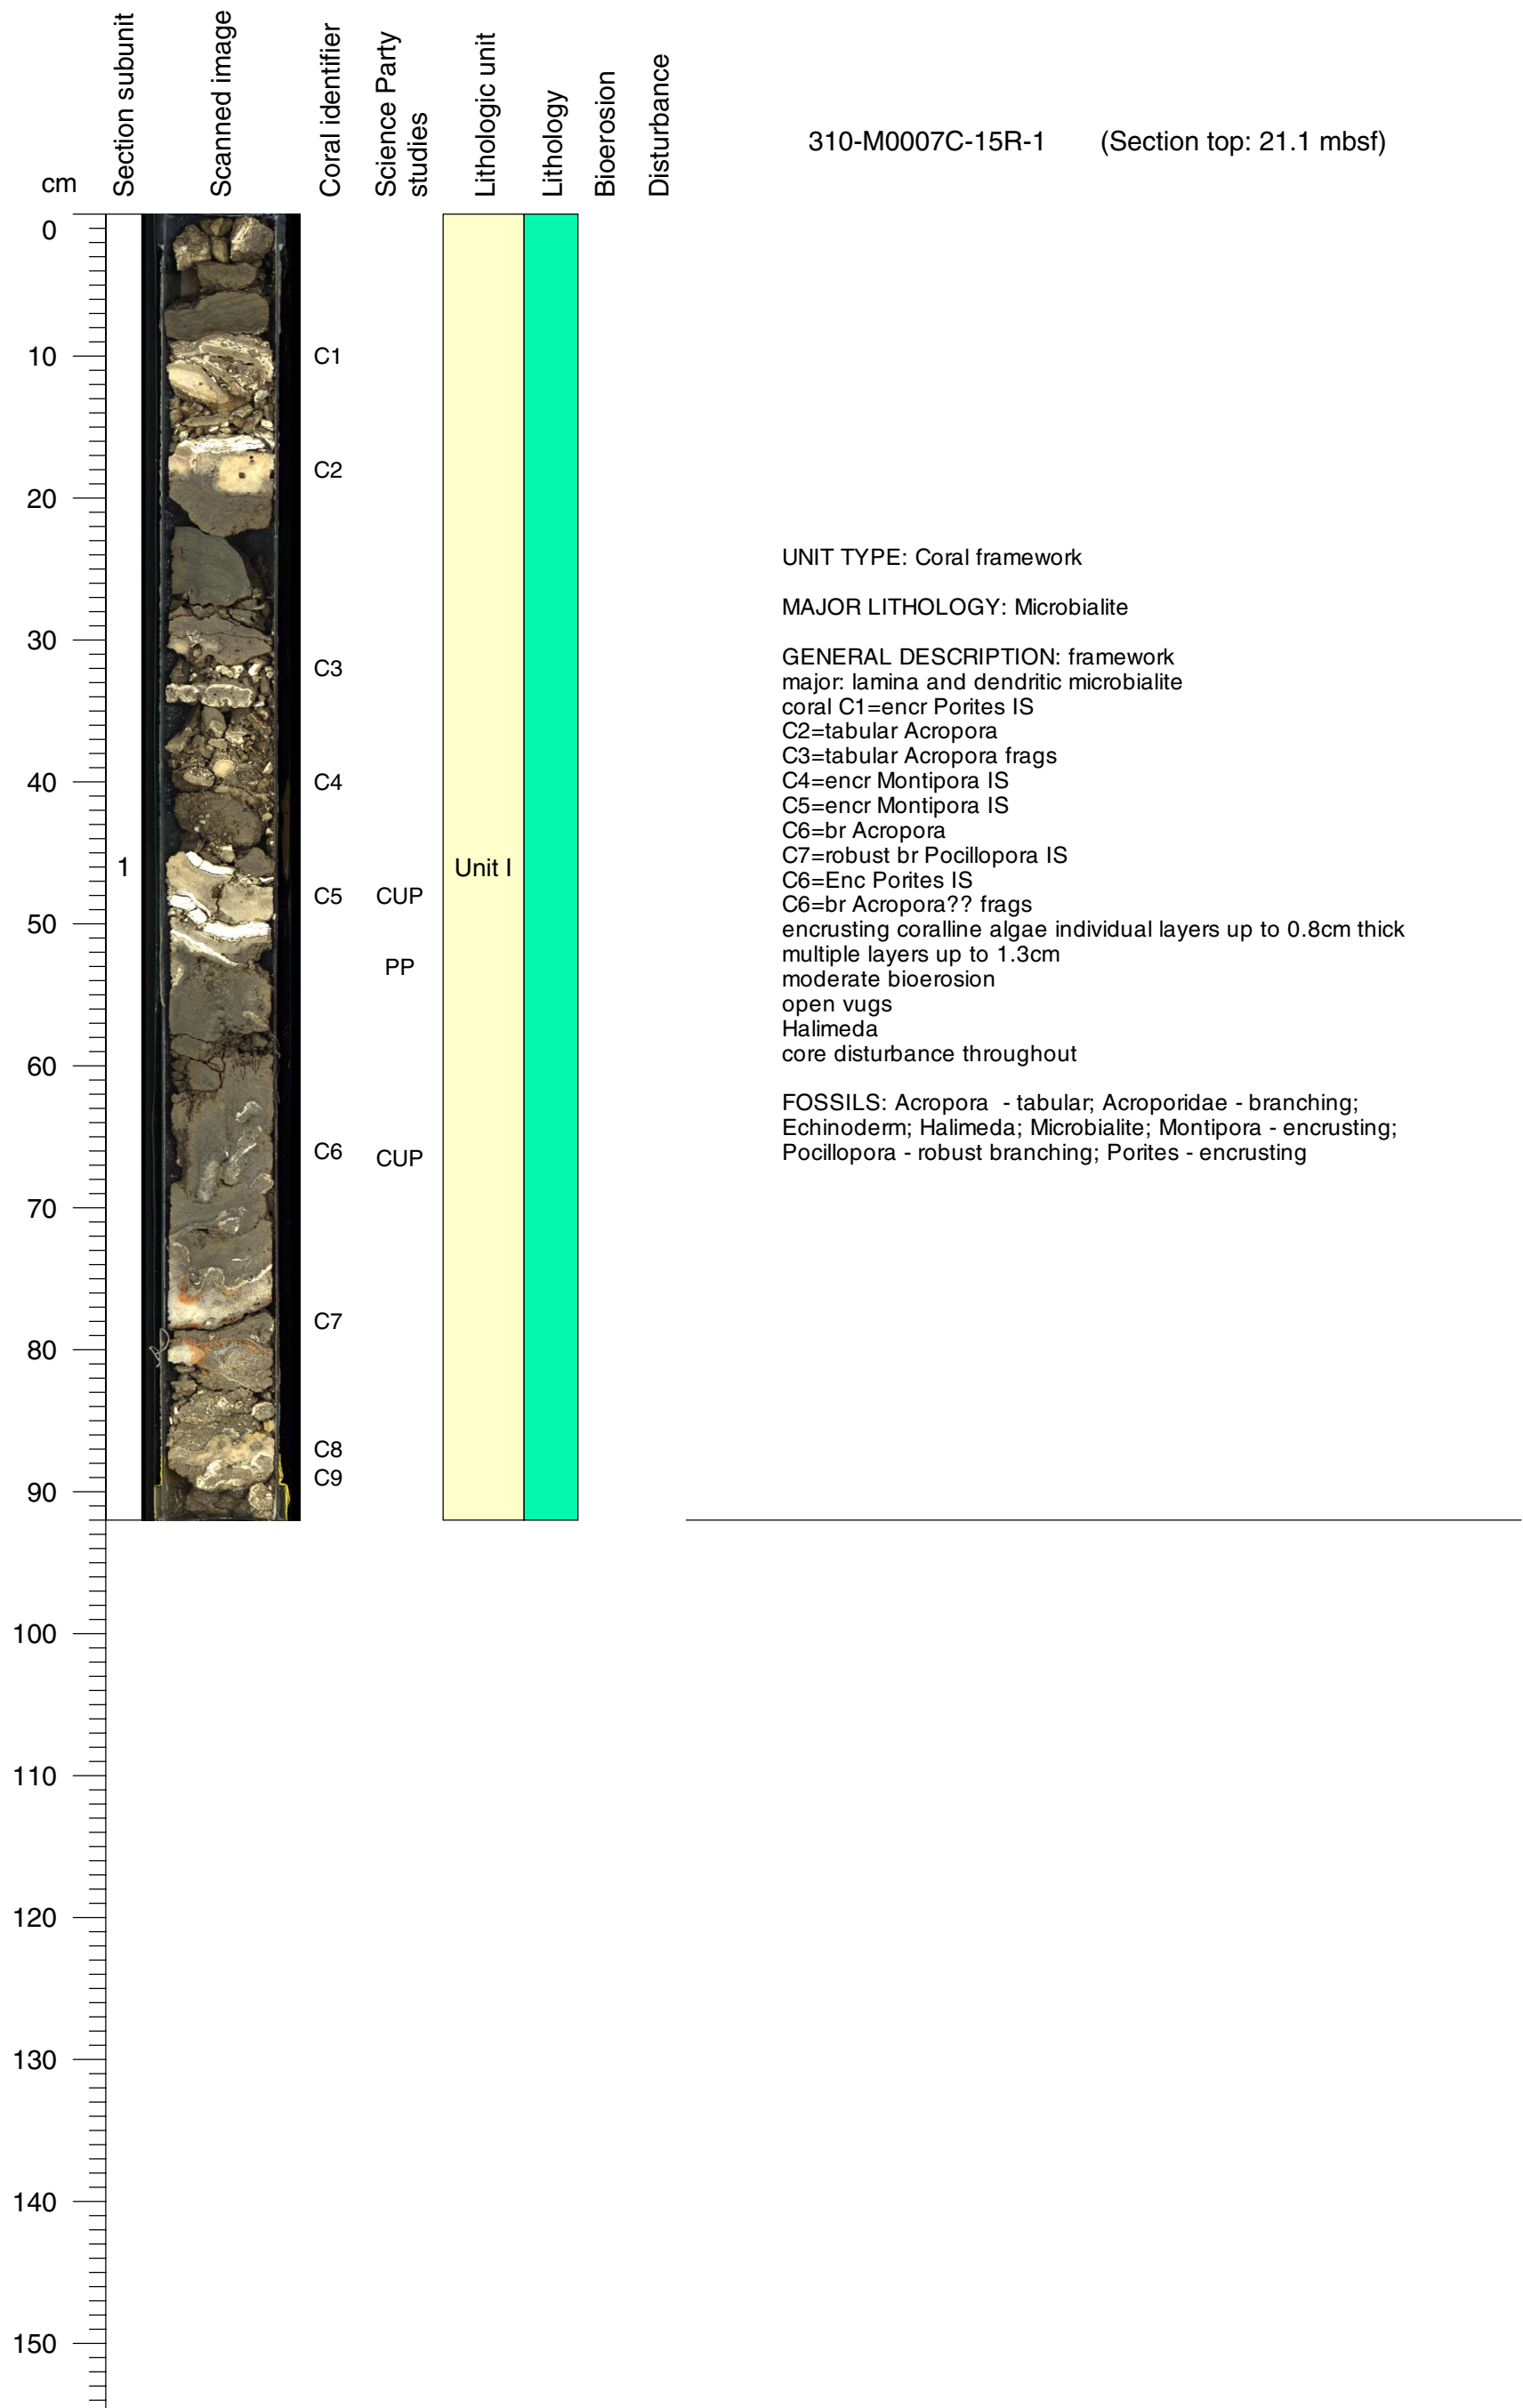 Section subunit
Scanned image
Coral identifier
Science Party
studies
Lithologic unit
Lithology
Bioerosion
Disturbance
310-M0007C-15R-1 (Section top: 21.1 mbsf)
cm
0
10
C1
C2
20
UNIT TYPE: Coral framework
MAJOR LITHOLOGY: Microbialite
30
GENERAL DESCRIPTION: framework
C3
major: lamina and dendritic microbialite
coral C1=encr Porites IS
C2=tabular Acropora
C3=tabular Acropora frags
40
C4
C4=encr Montipora IS
C5=encr Montipora IS
C6=br Acropora
C7=robust br Pocillopora IS
1
Unit I
C6=Enc Porites IS
C5
CUP
C6=br Acropora?? frags
50
encrusting coralline algae individual layers up to 0.8cm thick
multiple layers up to 1.3cm
PP
moderate bioerosion
open vugs
Halimeda
core disturbance throughout
60
FOSSILS: Acropora - tabular; Acroporidae - branching;
Echinoderm; Halimeda; Microbialite; Montipora - encrusting;
Pocillopora - robust branching; Porites - encrusting
C6
CUP
70
C7
80
C8
C9
90
100
110
120
130
140
150